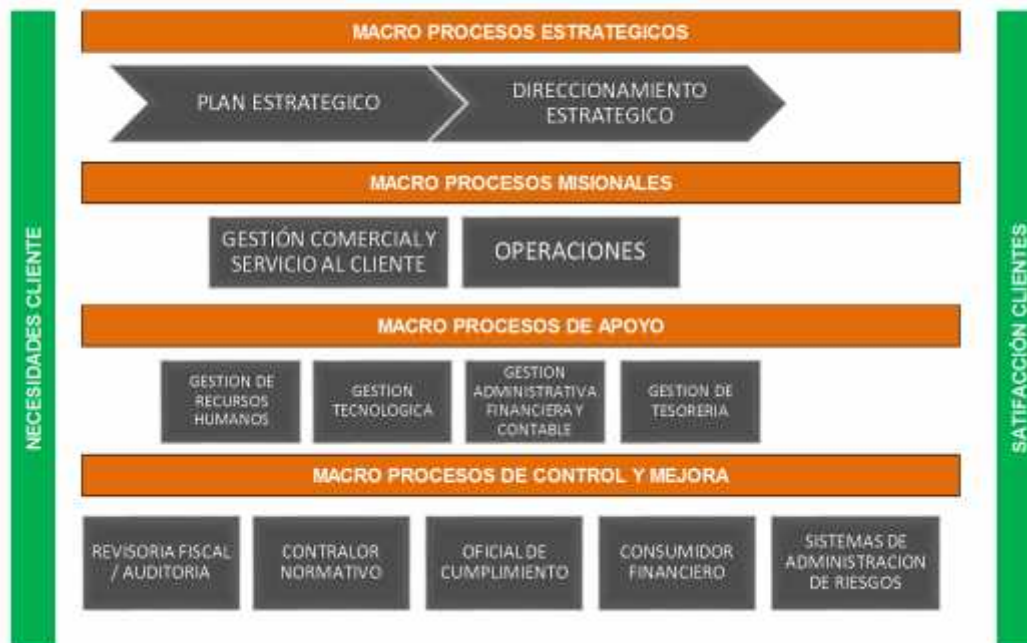 NECESIDADES CLIENTE
MACRO PROCESOS ESTRATEGICOS
PLAN ESTRATEGICO
DIRECCIONAMIENTO
ESTRATEGICO
MACRO PROCESOS MISIONALES
GESTIÓN COMERCIAL Y
SERVICIO AL CLIENTE
OPERACIONES
MACRO PROCESOS DE APOYO
GESTION DE
RECURSOS
HUMANOS
GESTION
TECNOLOGICA
GESTION
ADMINISTRATIVA
FINANCIERA Y
CONTABLE
GESTION DE
TESORERIA
MACRO PROCESOS DE CONTROL Y MEJORA
REVISORIA FISCAL
/ AUDITORIA
CONTRALOR
NORMATIVO
OFICIAL DE
CUMPLIMIENTO
CONSUMIDOR
FINANCIERO
SISTEMAS DE
ADMINISTRACION
DE RIESGOS
SATIFACCIÓN CLIENTES